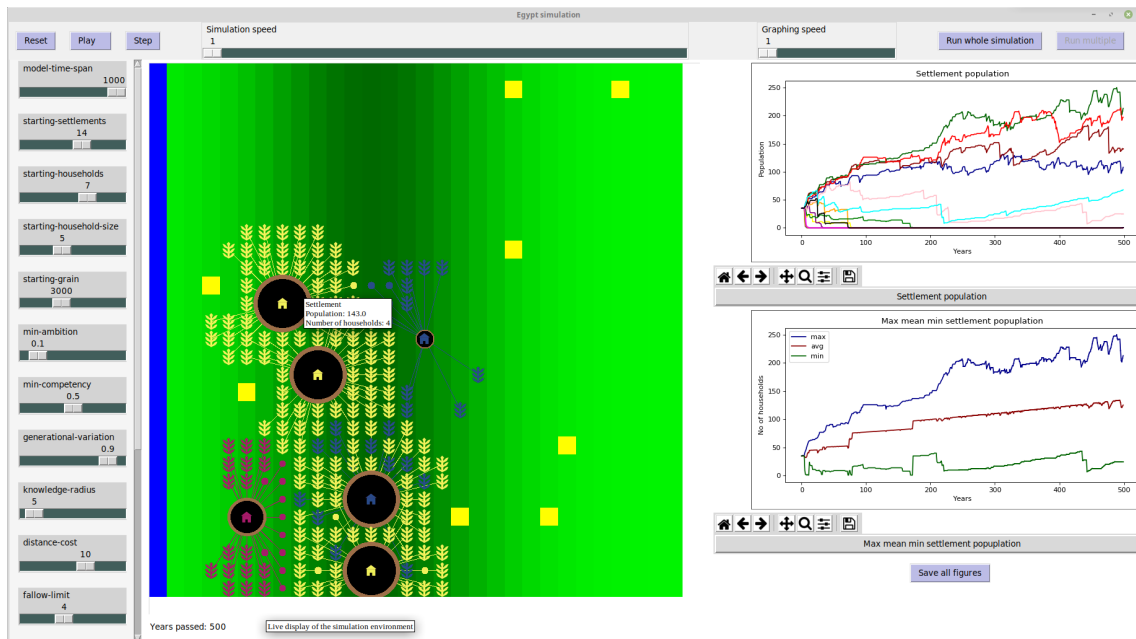 Egypt simulation
Reset
Play
Step
Simulation speed
1
Graphing speed
1
Run whole simulation
Run multiple
model-time-span
1000
starting-settlements
14
starting-households
7
starting-household-size
5
starting-grain
3000
min-ambition
0.1
min-competency
0.5
generational-variation
0.9
knowledge-radius
5
distance-cost
10
fallow-limit
4
Settlement
Population: 143.0
Number of households: 4
Years passed: 500
Live display of the simulation environment
Settlement population
Population
250
200
150
100
50
0
0
100
200
300
400
500
Years
Settlement population
Max mean min settlement popuplation
max
avg
min
No of households
250
200
150
100
50
0
0
100
200
300
400
500
Years
Max mean min settlement popuplation
Save all figures